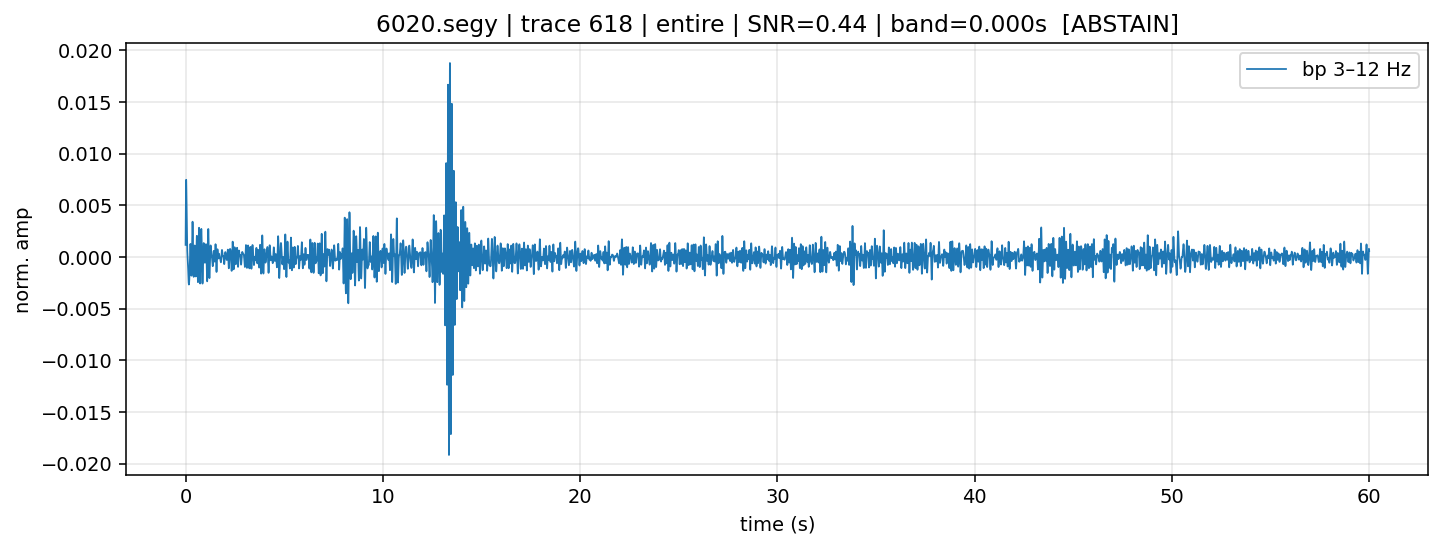 6020.segy | trace 618 | entire | SNR=0.44 | band=0.000s  [ABSTAIN]
bp 3–12 Hz
norm. amp
0.020
0.015
0.010
0.005
0.000
−0.005
−0.010
−0.015
−0.020
0 10 20 30 40 50 60
time (s)